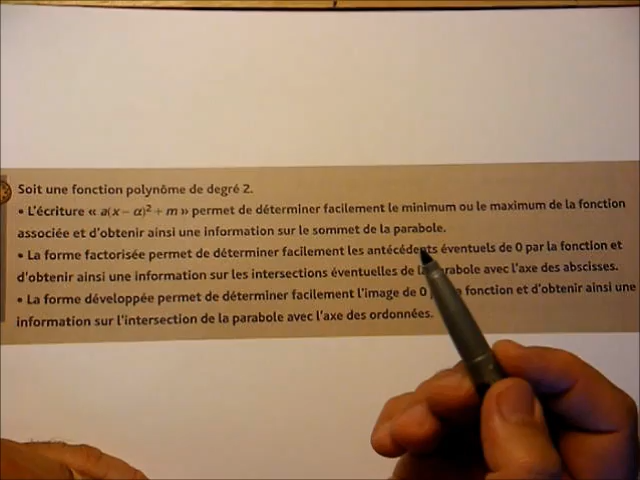 Soit une fonction polynôme de degré 2.
• L'écriture « a(x − α)² + m » permet de déterminer facilement le minimum ou le maximum de la fonction
associée et d'obtenir ainsi une information sur le sommet de la parabole.
• La forme factorisée permet de déterminer facilement les antécédents éventuels de 0 par la fonction et
d'obtenir ainsi une information sur les intersections éventuelles de la parabole avec l'axe des abscisses.
• La forme développée permet de déterminer facilement l'image de 0 fonction et d'obtenir ainsi une
information sur l'intersection de la parabole avec l'axe des ordonnées.